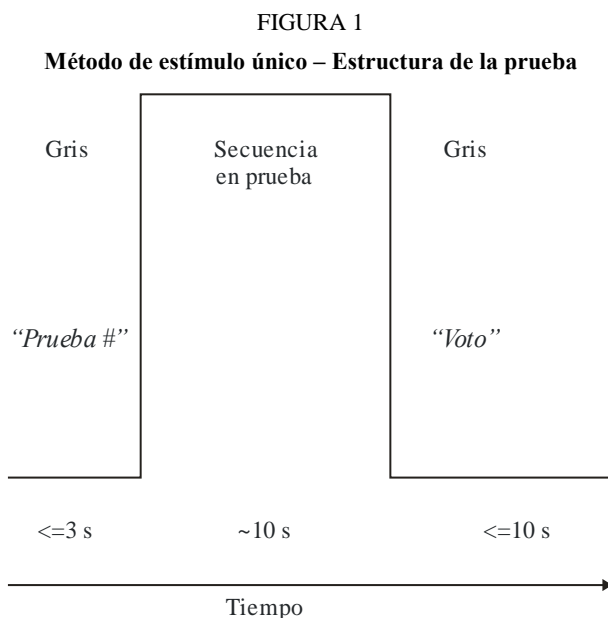 FIGURA 1
Método de estímulo único – Estructura de la prueba
Gris
Secuencia
en prueba
Gris
“Prueba #”
“Voto”
<=3 s
~10 s
<=10 s
Tiempo